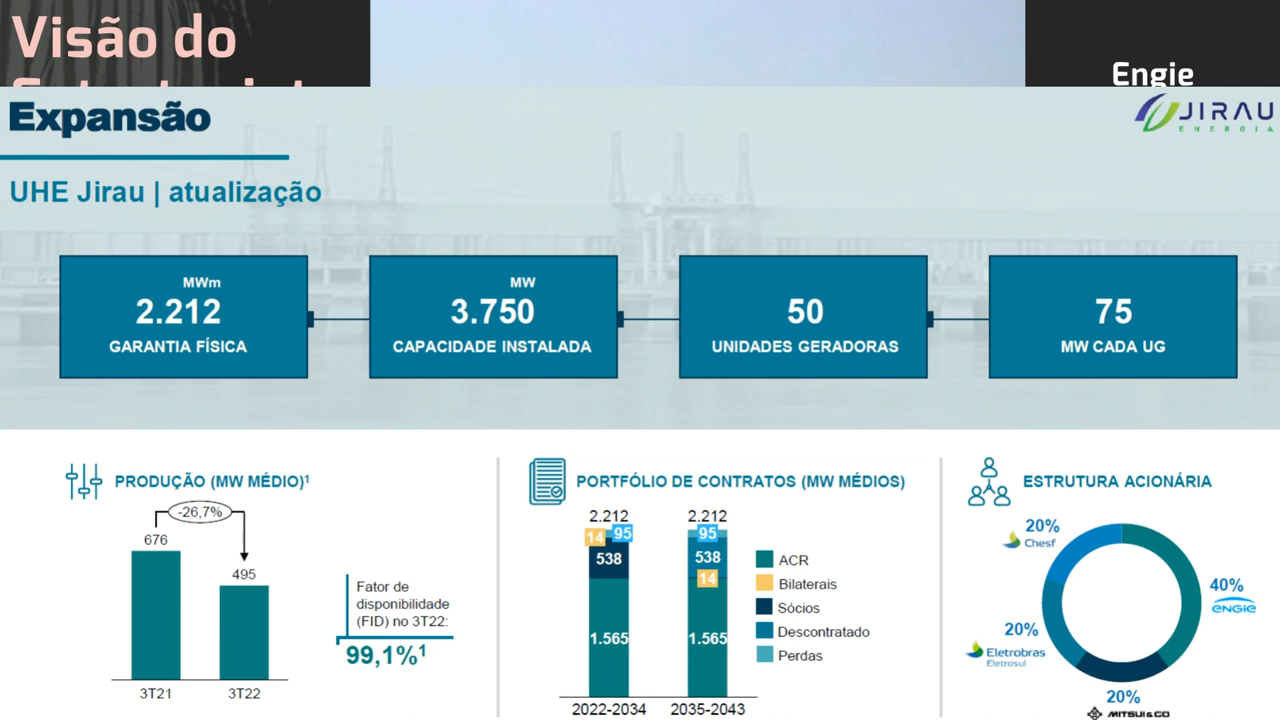 Visão do
Engie
Expansão
JIRAU
ENERGIA
UHE Jirau | atualização
MWm
2.212
GARANTIA FÍSICA
MW
3.750
CAPACIDADE INSTALADA
50
UNIDADES GERADORAS
75
MW CADA UG
PRODUÇÃO (MW MÉDIO)¹
-26,7%
676
495
3T21
3T22
Fator de
disponibilidade
(FID) no 3T22:
99,1%¹
PORTFÓLIO DE CONTRATOS (MW MÉDIOS)
2.212
14
95
538
1.565
2022-2034
2.212
95
538
14
1.565
2035-2043
ACR
Bilaterais
Sócios
Descontratado
Perdas
ESTRUTURA ACIONÁRIA
20%
Chesf
40%
ENGIE
20%
Eletrobras
Eletrosul
20%
MITSUI & CO